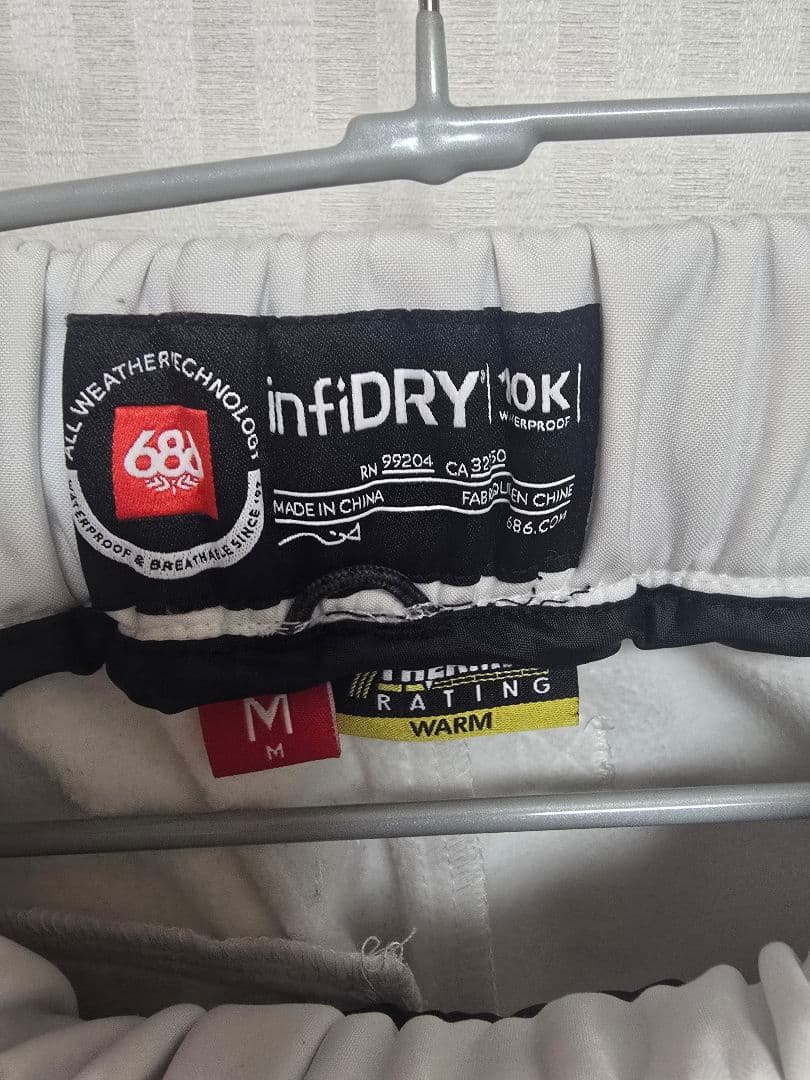 ALL WEATHER TECHNOLOGY
686
WATERPROOF & BREATHABLE SINCE '92
infiDRY
10K
WATERPROOF
RN 99204 CA 3250
MADE IN CHINA
FABRIQUÉ EN CHINE
686.COM
M
M
RATING
WARM